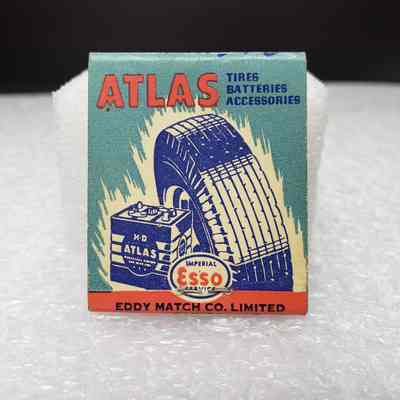 ATLAS
TIRES
BATTERIES
ACCESSORIES
H-D
ATLAS
IMPERIAL
Esso
SERVICE
EDDY MATCH CO. LIMITED